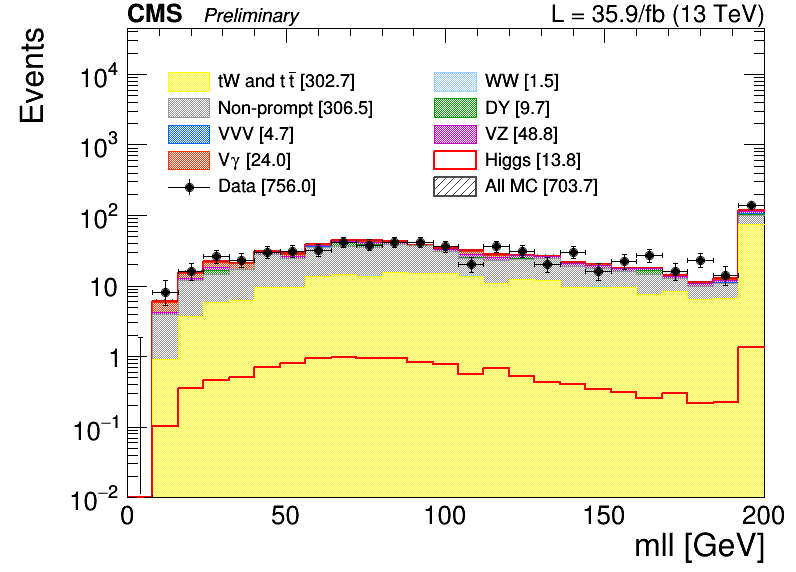 CMS Preliminary L = 35.9/fb (13 TeV)
Events
10⁴
10³
10²
10
1
10⁻¹
10⁻²
tW and t t̅ [302.7]
WW [1.5]
Non-prompt [306.5]
DY [9.7]
VVV [4.7]
VZ [48.8]
Vγ [24.0]
Higgs [13.8]
Data [756.0]
All MC [703.7]
0 50 100 150 200
mll [GeV]